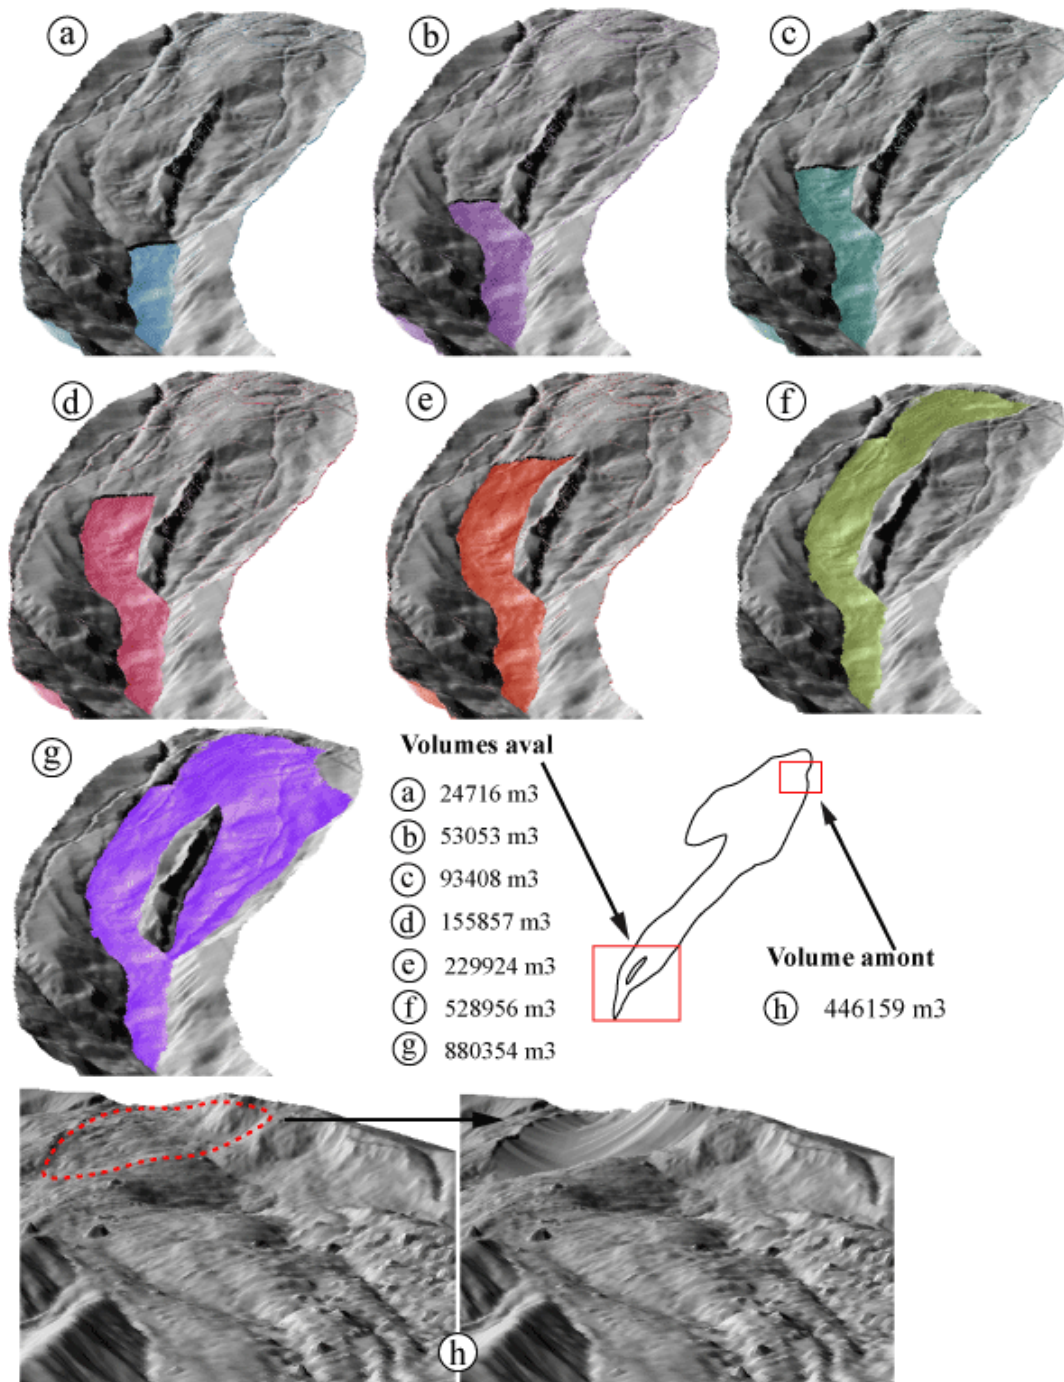 a
b
c
d
e
f
g
Volumes aval
a 24716 m3
b 53053 m3
c 93408 m3
d 155857 m3
e 229924 m3
f 528956 m3
g 880354 m3
Volume amont
h 446159 m3
h